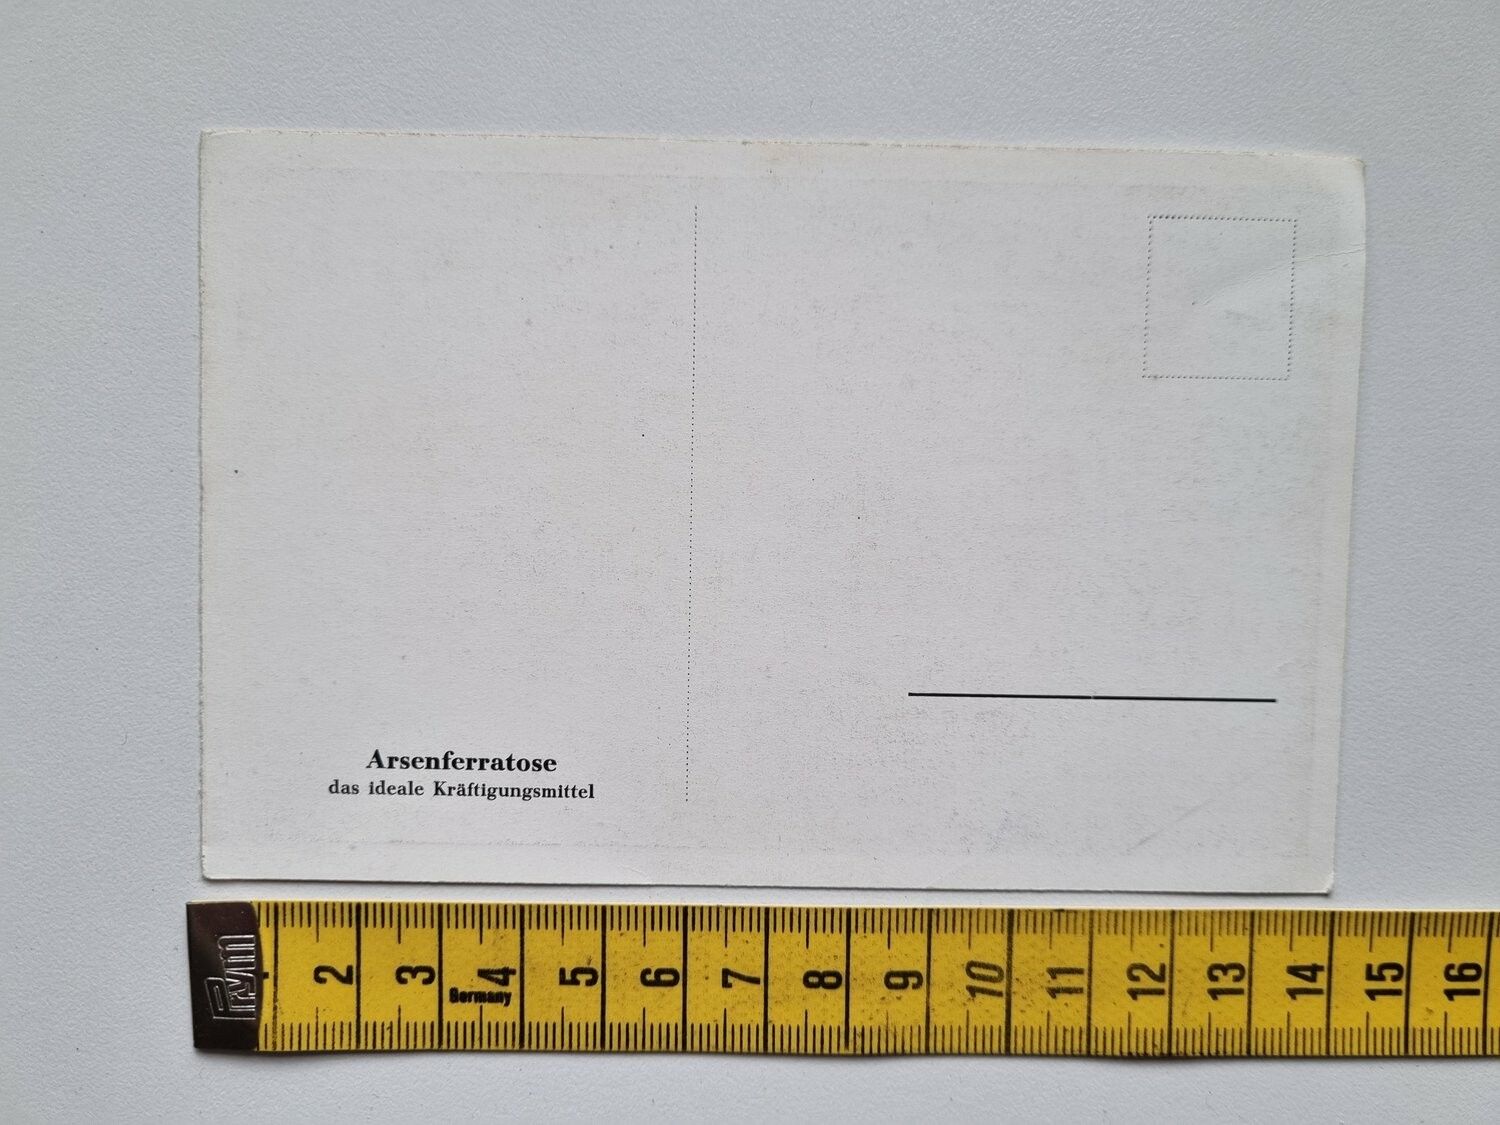 Arsenferratose
das ideale Kräftigungsmittel
Prym
2 3 4 5 6 7 8 9 10 11 12 13 14 15 16
Germany